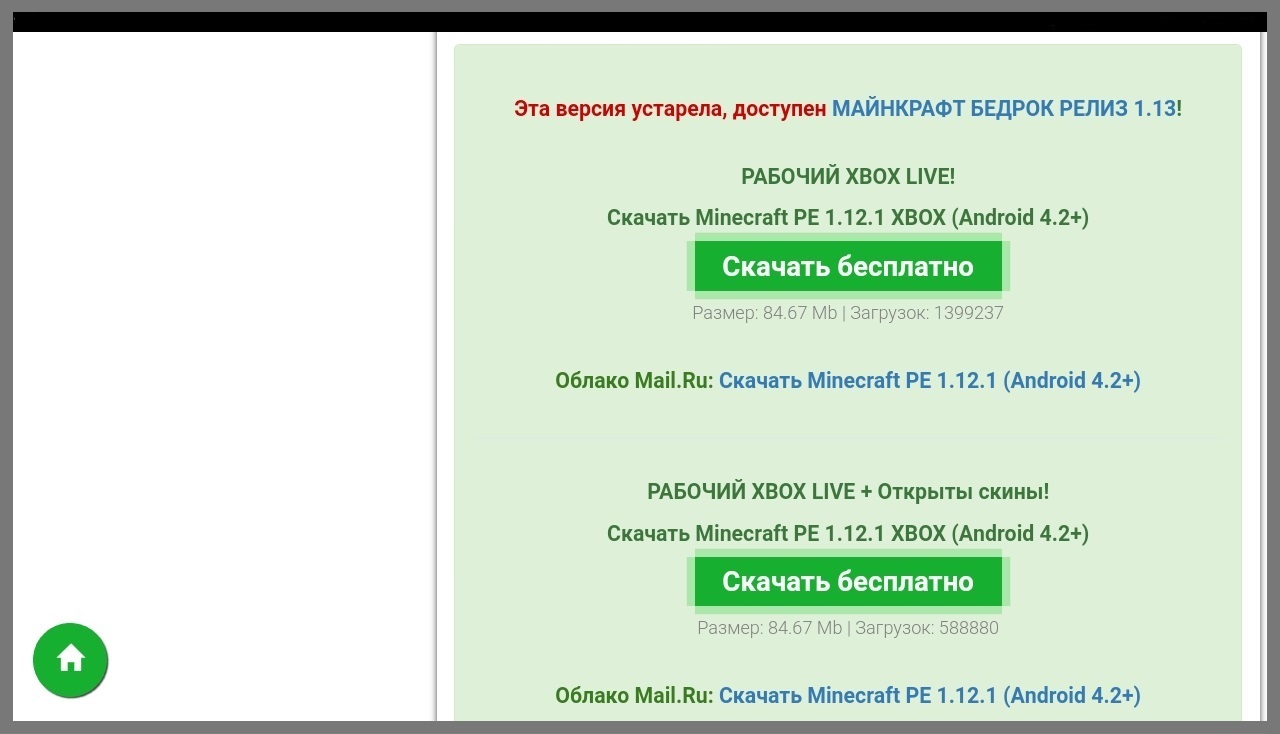 Эта версия устарела, доступен МАЙНКРАФТ БЕДРОК РЕЛИЗ 1.13!
РАБОЧИЙ XBOX LIVE!
Скачать Minecraft PE 1.12.1 XBOX (Android 4.2+)
Скачать бесплатно
Размер: 84.67 Mb | Загрузок: 1399237
Облако Mail.Ru: Скачать Minecraft PE 1.12.1 (Android 4.2+)
РАБОЧИЙ XBOX LIVE + Открыты скины!
Скачать Minecraft PE 1.12.1 XBOX (Android 4.2+)
Скачать бесплатно
Размер: 84.67 Mb | Загрузок: 588880
Облако Mail.Ru: Скачать Minecraft PE 1.12.1 (Android 4.2+)